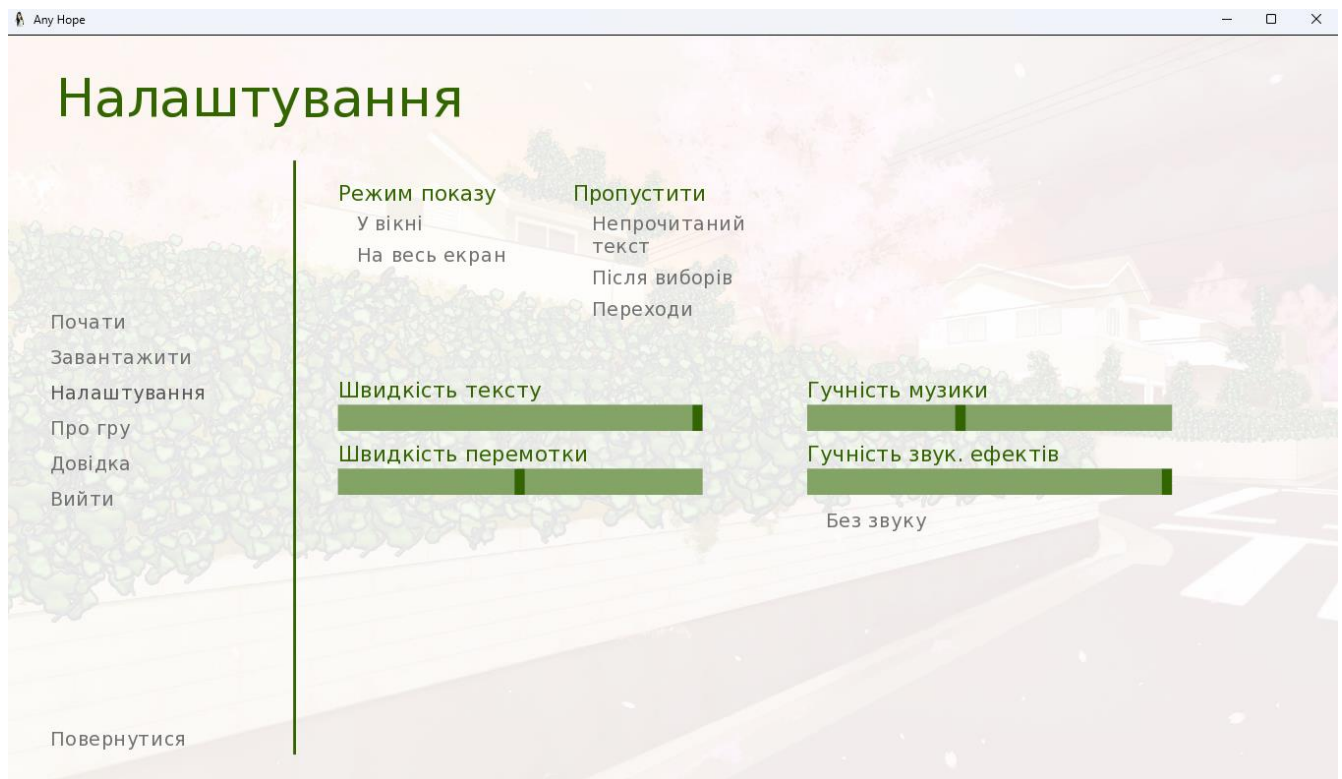 Any Hope
Налаштування
Режим показу
У вікні
На весь екран
Пропустити
Непрочитаний
текст
Після виборів
Переходи
Почати
Завантажити
Налаштування
Про гру
Довідка
Вийти
Швидкість тексту
Швидкість перемотки
Гучність музики
Гучність звук. ефектів
Без звуку
Повернутися